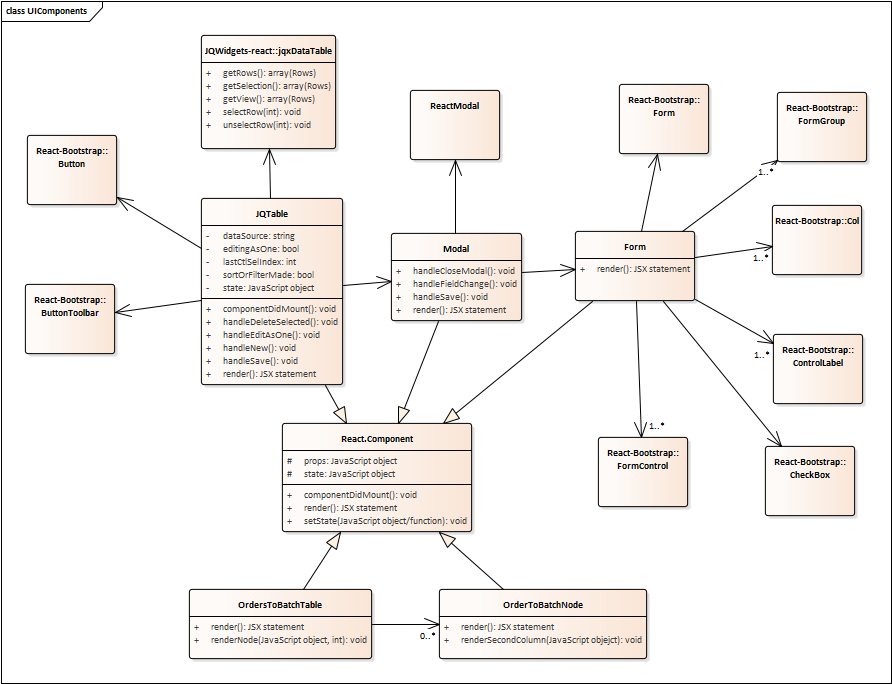 class UIComponents
JQWidgets-react::jqxDataTable
+ getRows(): array(Rows)
+ getSelection(): array(Rows)
+ getView(): array(Rows)
+ selectRow(int): void
+ unselectRow(int): void
ReactModal
React-Bootstrap::
Form
React-Bootstrap::
FormGroup
React-Bootstrap::
Button
JQTable
- dataSource: string
- editingAsOne: bool
- lastCtlSelIndex: int
- sortOrFilterMade: bool
- state: JavaScript object
+ componentDidMount(): void
+ handleDeleteSelected(): void
+ handleEditAsOne(): void
+ handleNew(): void
+ handleSave(): void
+ render(): JSX statement
Modal
+ handleCloseModal(): void
+ handleFieldChange(): void
+ handleSave(): void
+ render(): JSX statement
Form
+ render(): JSX statement
1..*
React-Bootstrap::Col
1..*
React-Bootstrap::
ButtonToolbar
React-Bootstrap::
ControlLabel
1..*
React.Component
# props: JavaScript object
# state: JavaScript object
+ componentDidMount(): void
+ render(): JSX statement
+ setState(JavaScript object/function): void
1..*
React-Bootstrap::
FormControl
React-Bootstrap::
CheckBox
OrdersToBatchTable
+ render(): JSX statement
+ renderNode(JavaScript object, int): void
0..*
OrderToBatchNode
+ render(): JSX statement
+ renderSecondColumn(JavaScript objejct): void